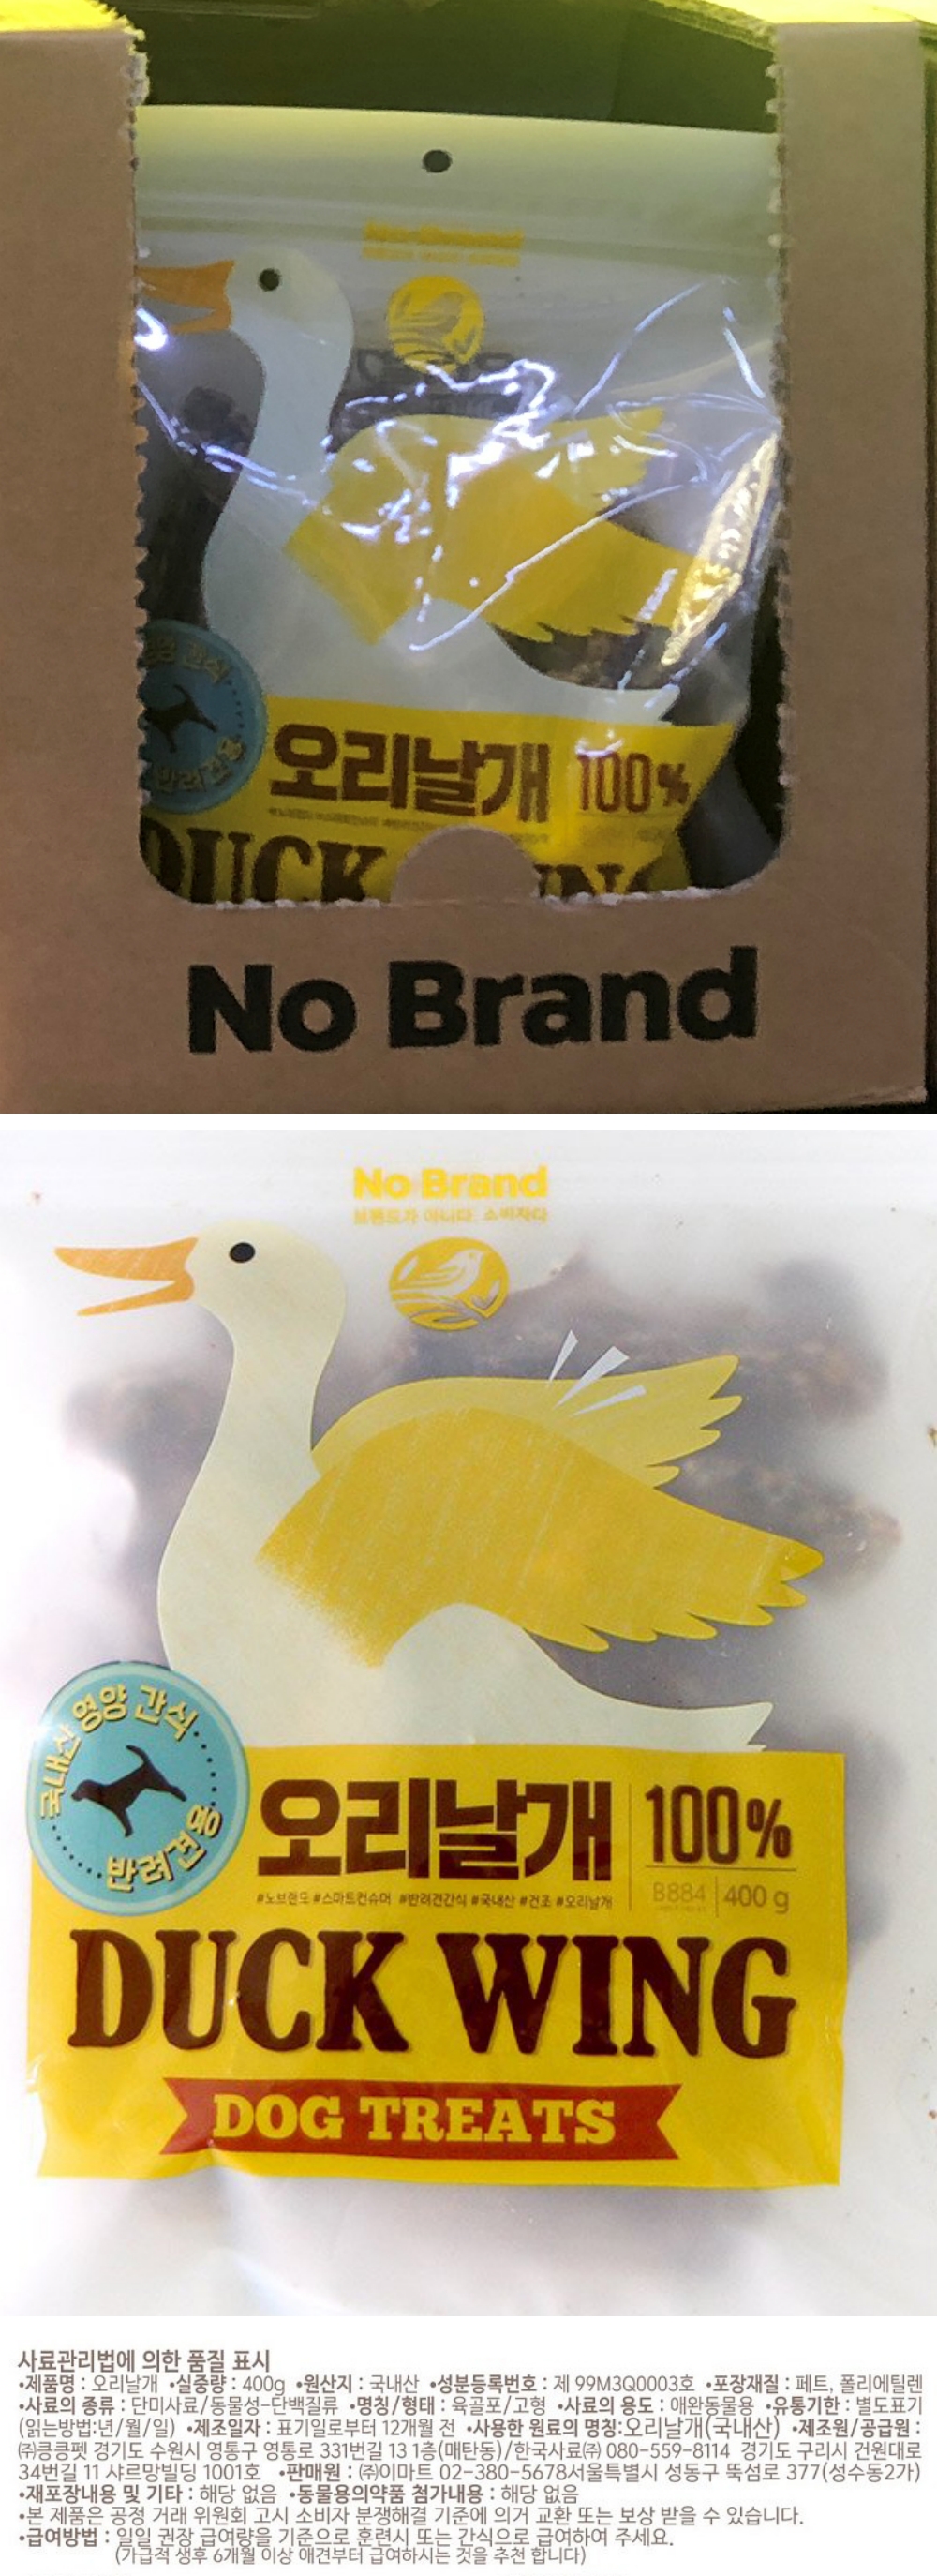 No Brand
영양 간식
반려견용
오리날개 100%
DUCK
No Brand
No Brand
브랜드가 아니다. 소비자다
국내산 영양 간식
반려견용
오리날개 100%
#노브랜드 #스마트컨슈머 #반려견간식 #국내산 #건조 #오리날개
B884 400 g
DUCK WING
DOG TREATS
사료관리법에 의한 품질 표시
•제품명 : 오리날개 •실중량 : 400g •원산지 : 국내산 •성분등록번호 : 제 99M3Q0003호 •포장재질 : 페트, 폴리에틸렌
•사료의 종류 : 단미사료/동물성-단백질류 •명칭/형태 : 육골포/고형 •사료의 용도 : 애완동물용 •유통기한 : 별도표기
(읽는방법:년/월/일) •제조일자 : 표기일로부터 12개월 전 •사용한 원료의 명칭:오리날개(국내산) •제조원/공급원 :
㈜킁킁펫 경기도 수원시 영통구 영통로 331번길 13 1층(매탄동)/한국사료㈜ 080-559-8114 경기도 구리시 건원대로
34번길 11 샤르망빌딩 1001호 •판매원 : ㈜이마트 02-380-5678서울특별시 성동구 뚝섬로 377(성수동2가)
•재포장내용 및 기타 : 해당 없음 •동물용의약품 첨가내용 : 해당 없음
•본 제품은 공정 거래 위원회 고시 소비자 분쟁해결 기준에 의거 교환 또는 보상 받을 수 있습니다.
•급여방법 : 일일 권장 급여량을 기준으로 훈련시 또는 간식으로 급여하여 주세요.
(가급적 생후 6개월 이상 애견부터 급여하시는 것을 추천 합니다)